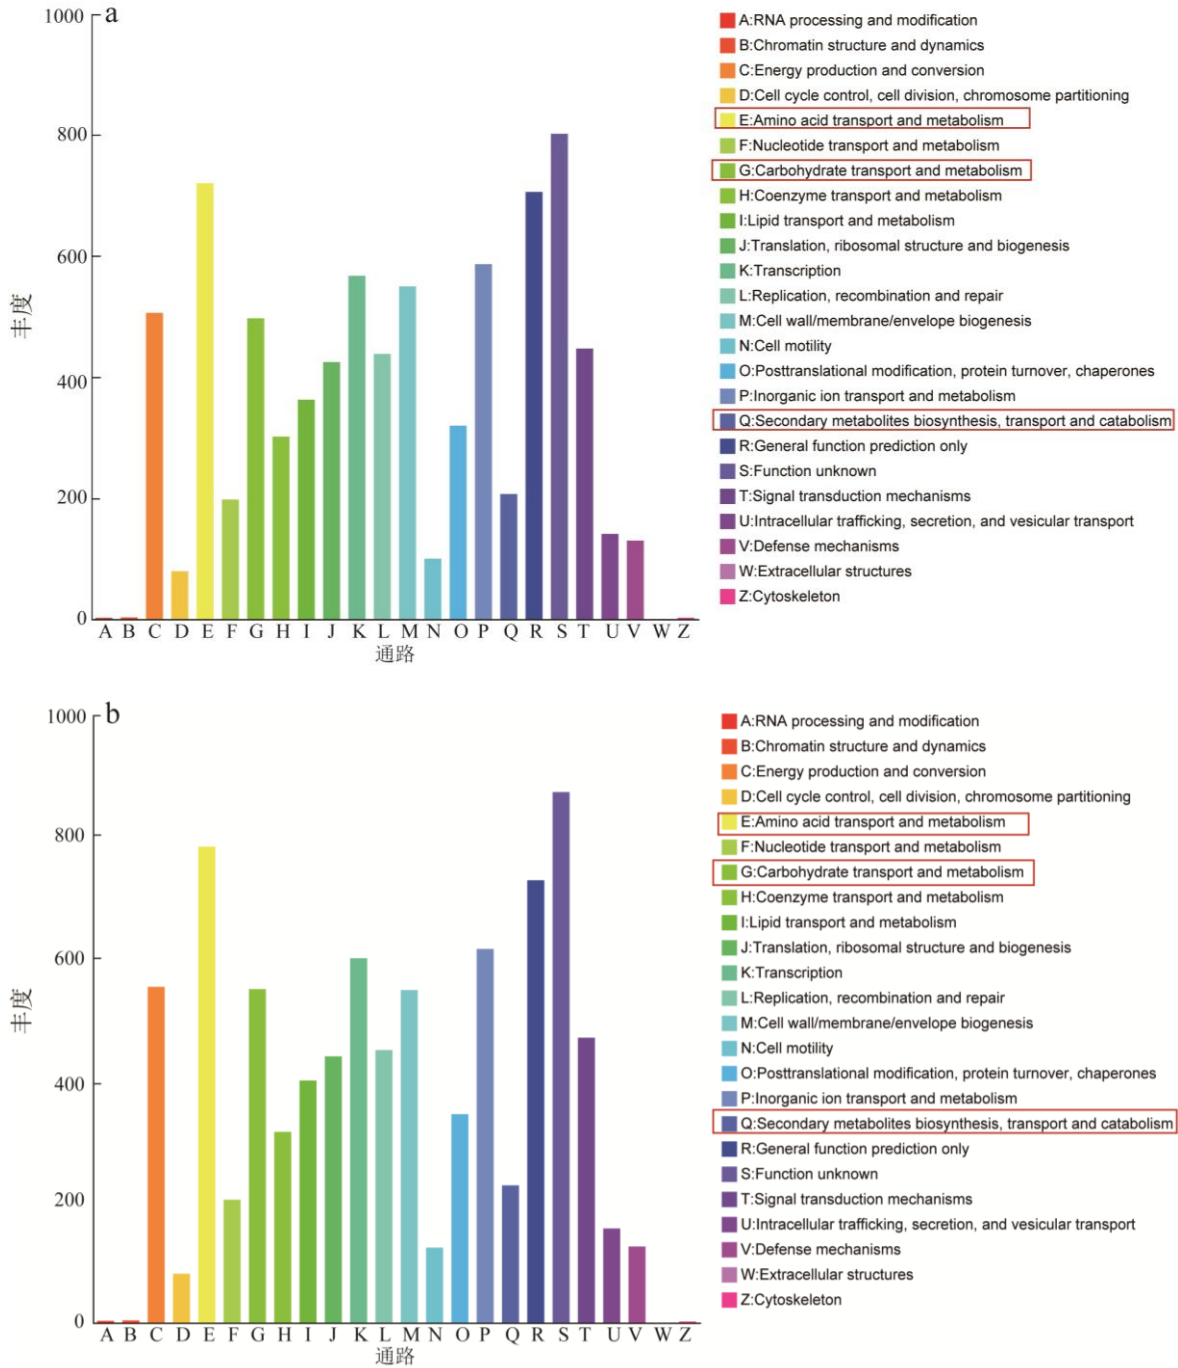 a
1000
800
600
400
200
0
丰度
A B C D E F G H I J K L M N O P Q R S T U V W Z
通路
A:RNA processing and modification
B:Chromatin structure and dynamics
C:Energy production and conversion
D:Cell cycle control, cell division, chromosome partitioning
E:Amino acid transport and metabolism
F:Nucleotide transport and metabolism
G:Carbohydrate transport and metabolism
H:Coenzyme transport and metabolism
I:Lipid transport and metabolism
J:Translation, ribosomal structure and biogenesis
K:Transcription
L:Replication, recombination and repair
M:Cell wall/membrane/envelope biogenesis
N:Cell motility
O:Posttranslational modification, protein turnover, chaperones
P:Inorganic ion transport and metabolism
Q:Secondary metabolites biosynthesis, transport and catabolism
R:General function prediction only
S:Function unknown
T:Signal transduction mechanisms
U:Intracellular trafficking, secretion, and vesicular transport
V:Defense mechanisms
W:Extracellular structures
Z:Cytoskeleton
b
1000
800
600
400
200
0
丰度
A B C D E F G H I J K L M N O P Q R S T U V W Z
通路
A:RNA processing and modification
B:Chromatin structure and dynamics
C:Energy production and conversion
D:Cell cycle control, cell division, chromosome partitioning
E:Amino acid transport and metabolism
F:Nucleotide transport and metabolism
G:Carbohydrate transport and metabolism
H:Coenzyme transport and metabolism
I:Lipid transport and metabolism
J:Translation, ribosomal structure and biogenesis
K:Transcription
L:Replication, recombination and repair
M:Cell wall/membrane/envelope biogenesis
N:Cell motility
O:Posttranslational modification, protein turnover, chaperones
P:Inorganic ion transport and metabolism
Q:Secondary metabolites biosynthesis, transport and catabolism
R:General function prediction only
S:Function unknown
T:Signal transduction mechanisms
U:Intracellular trafficking, secretion, and vesicular transport
V:Defense mechanisms
W:Extracellular structures
Z:Cytoskeleton